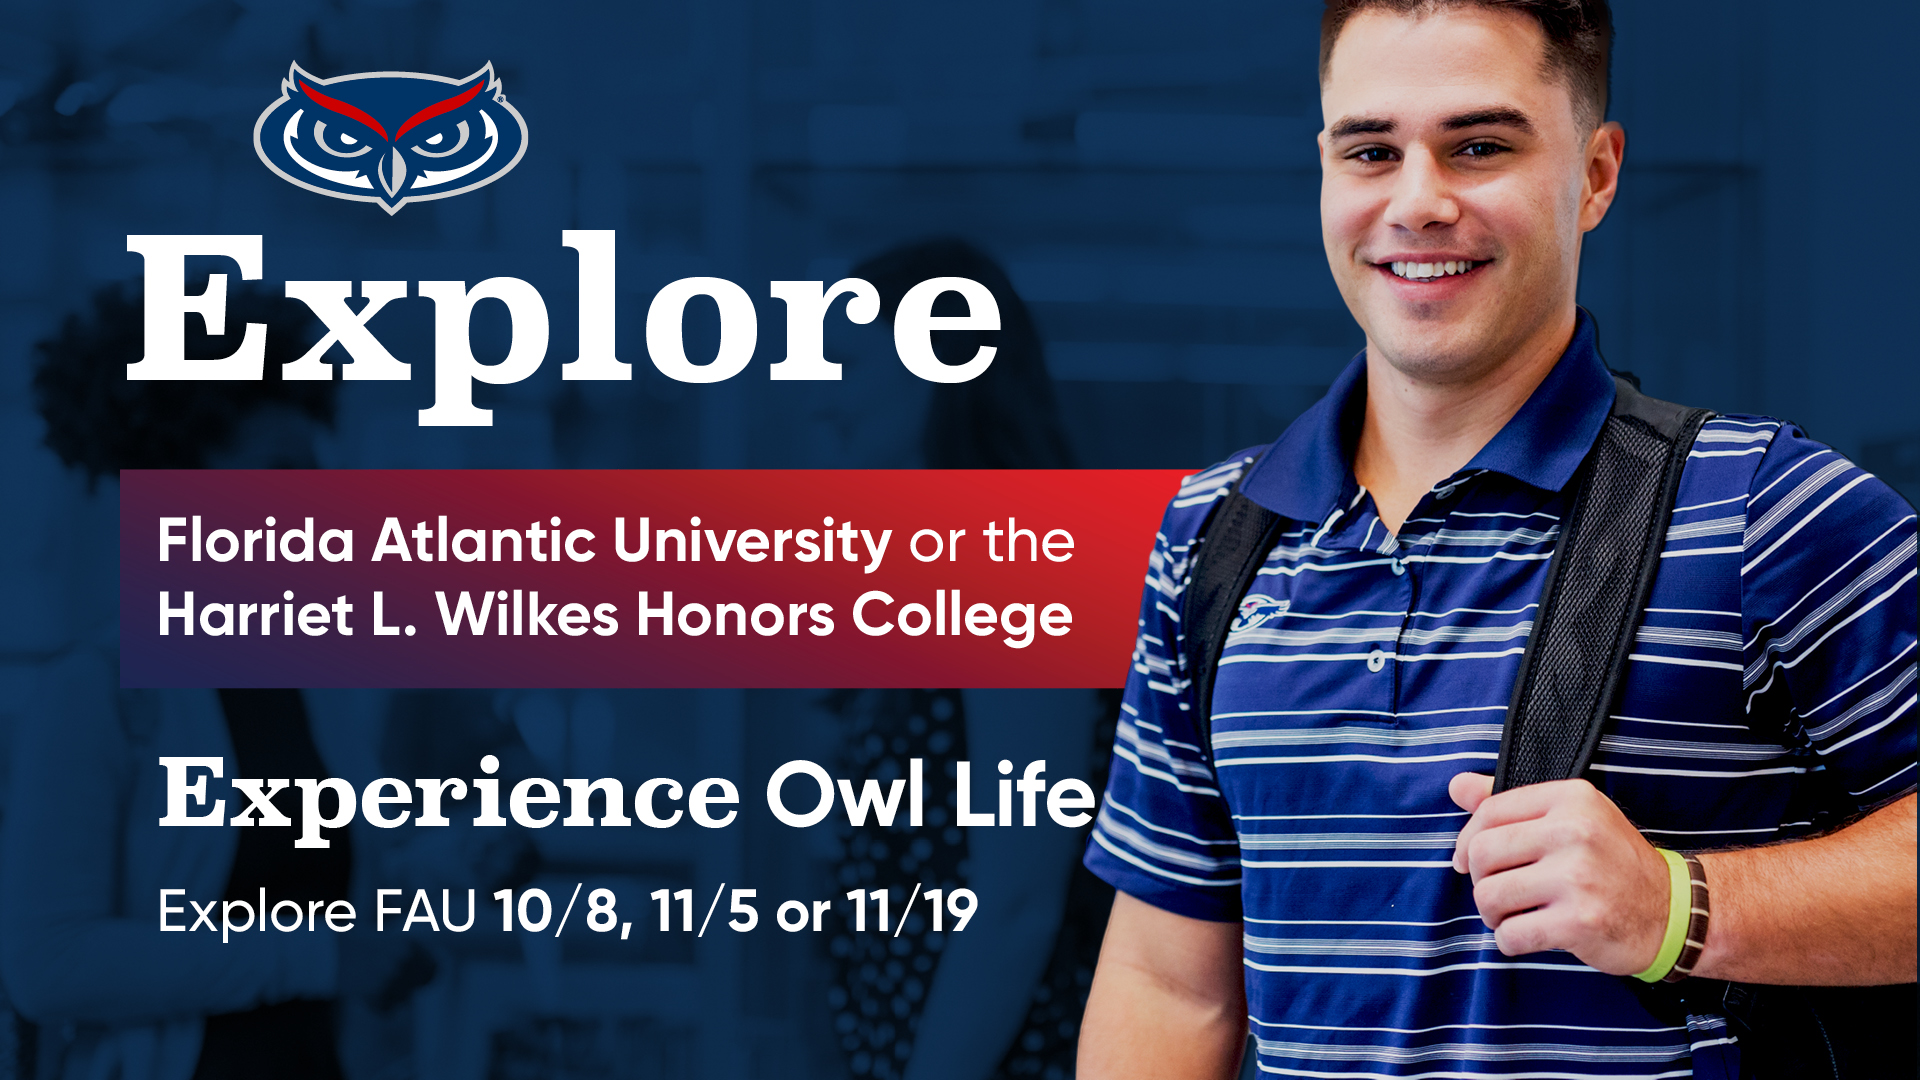 Explore
Florida Atlantic University or the
Harriet L. Wilkes Honors College
Experience Owl Life
Explore FAU 10/8, 11/5 or 11/19